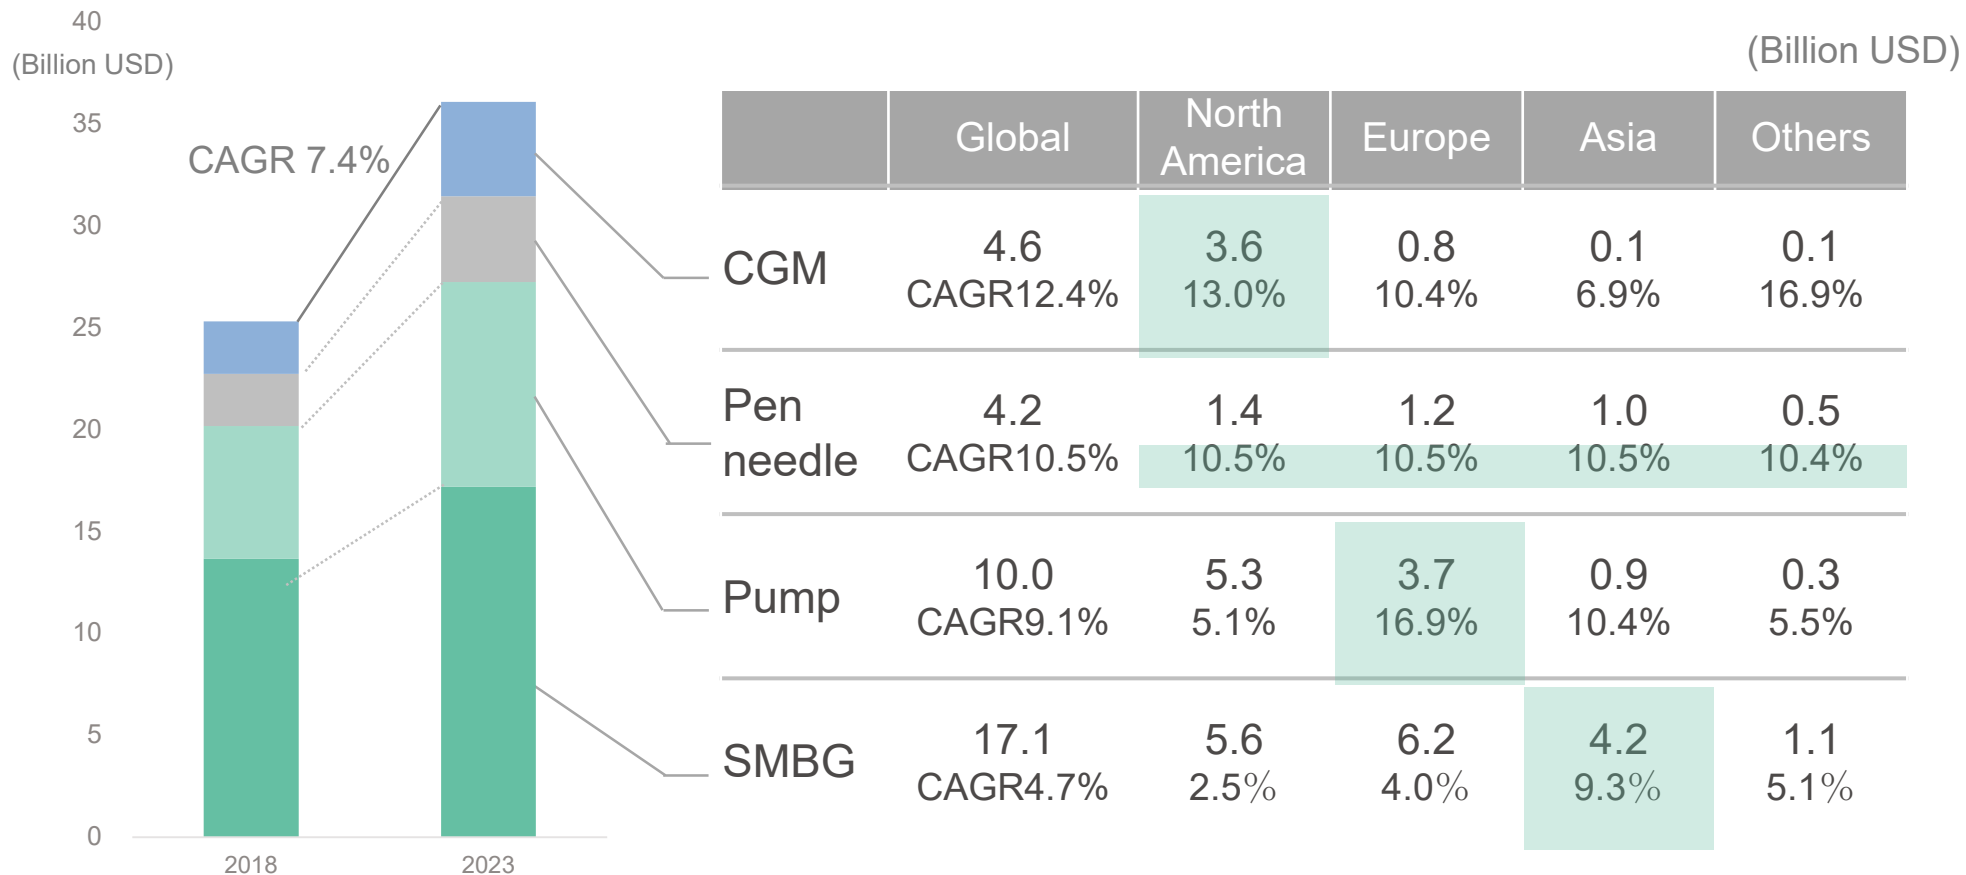 40
(Billion USD)
35
30
25
20
15
10
5
0
CAGR 7.4%
2018
2023
(Billion USD)
Global
North
America
Europe
Asia
Others
CGM
4.6
CAGR12.4%
3.6
13.0%
0.8
10.4%
0.1
6.9%
0.1
16.9%
Pen
needle
4.2
CAGR10.5%
1.4
10.5%
1.2
10.5%
1.0
10.5%
0.5
10.4%
Pump
10.0
CAGR9.1%
5.3
5.1%
3.7
16.9%
0.9
10.4%
0.3
5.5%
SMBG
17.1
CAGR4.7%
5.6
2.5%
6.2
4.0%
4.2
9.3%
1.1
5.1%